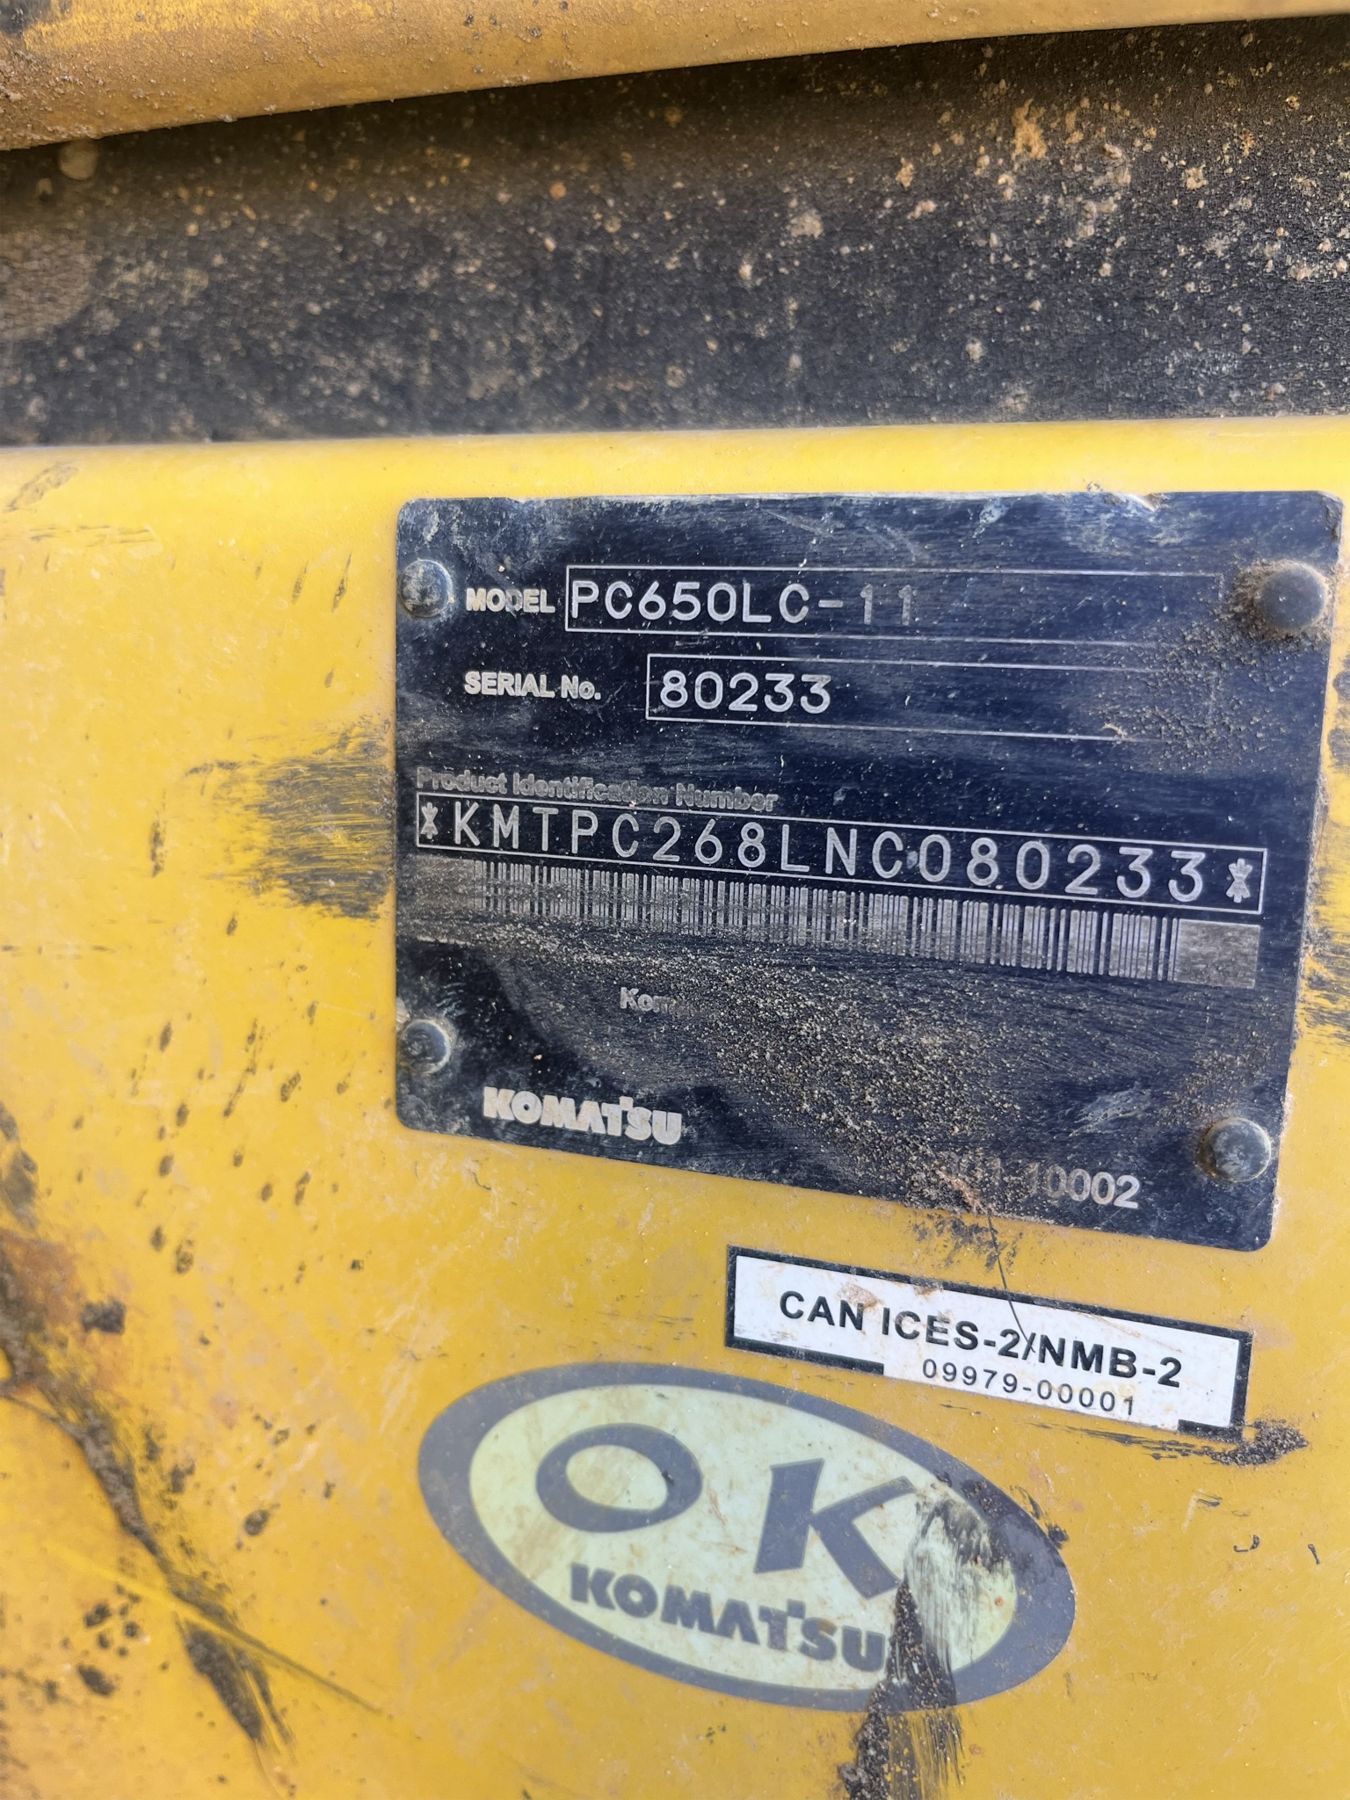 MODEL PC650LC-11
SERIAL No. 80233
Product Identification Number
*KMTPC268LNC080233*
KOMATSU
10002
CAN ICES-2/NMB-2
09979-00001
OK
KOMATSU